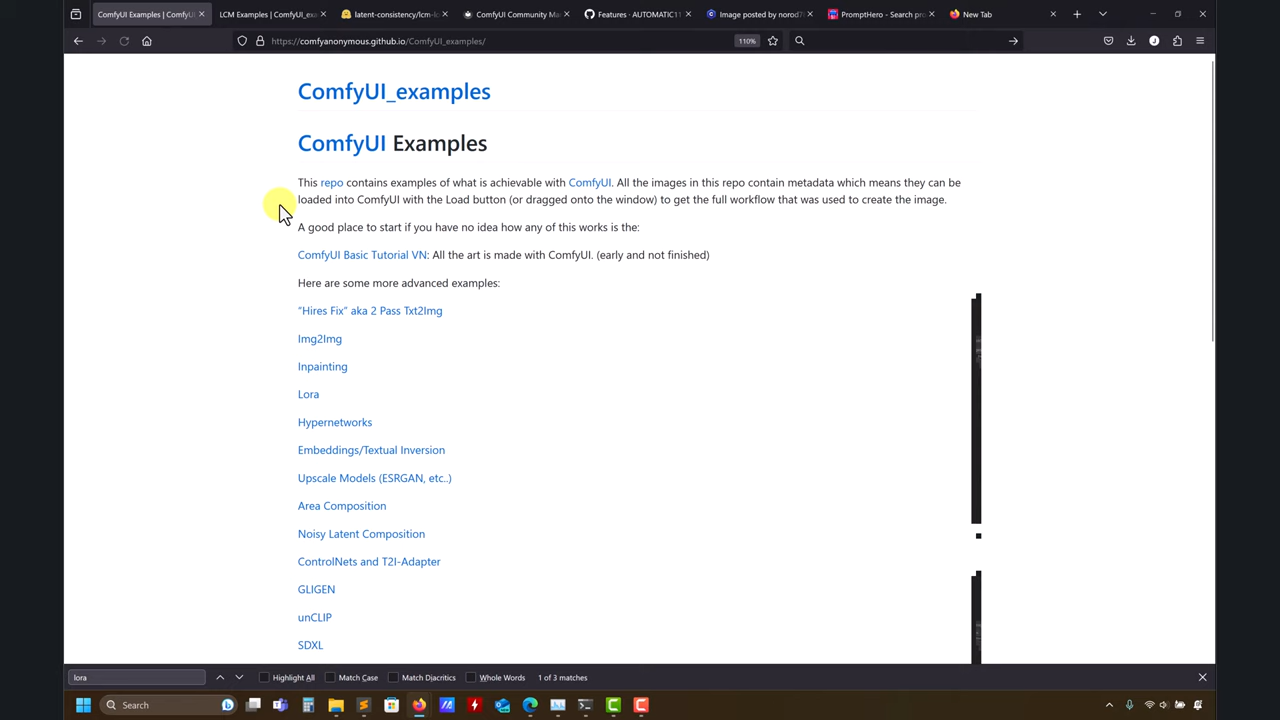 ComfyUI Examples | ComfyU
LCM Examples | ComfyUI_exa
latent-consistency/lcm-lo
ComfyUI Community Ma
Features · AUTOMATIC11
Image posted by norod7
PromptHero - Search pro
New Tab
https://comfyanonymous.github.io/ComfyUI_examples/
110%
J
ComfyUI_examples
ComfyUI Examples
This repo contains examples of what is achievable with ComfyUI. All the images in this repo contain metadata which means they can be
loaded into ComfyUI with the Load button (or dragged onto the window) to get the full workflow that was used to create the image.
A good place to start if you have no idea how any of this works is the:
ComfyUI Basic Tutorial VN: All the art is made with ComfyUI. (early and not finished)
Here are some more advanced examples:
“Hires Fix” aka 2 Pass Txt2Img
Img2Img
Inpainting
Lora
Hypernetworks
Embeddings/Textual Inversion
Upscale Models (ESRGAN, etc..)
Area Composition
Noisy Latent Composition
ControlNets and T2I-Adapter
GLIGEN
unCLIP
SDXL
lora
Highlight All
Match Case
Match Diacritics
Whole Words
1 of 3 matches
Search